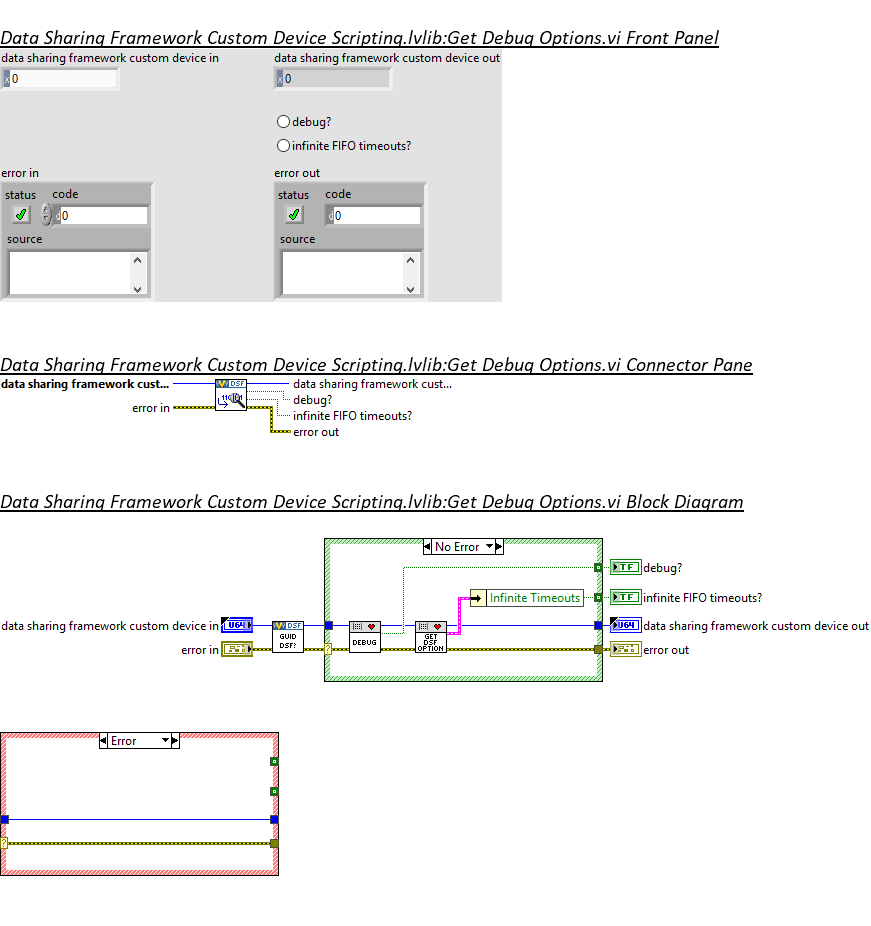 Data Sharing Framework Custom Device Scripting.lvlib:Get Debug Options.vi Front Panel
data sharing framework custom device in data sharing framework custom device out
x 0 x 0
debug?
infinite FIFO timeouts?
error in error out
status code status code
d 0 d 0
source source
Data Sharing Framework Custom Device Scripting.lvlib:Get Debug Options.vi Connector Pane
data sharing framework cust... DSF data sharing framework cust...
debug?
error in infinite FIFO timeouts?
error out
Data Sharing Framework Custom Device Scripting.lvlib:Get Debug Options.vi Block Diagram
No Error
TF debug?
Infinite Timeouts TF infinite FIFO timeouts?
data sharing framework custom device in U64 DSF U64 data sharing framework custom device out
error in GUID DSF? ? DEBUG GET DSF OPTION error out
Error
?